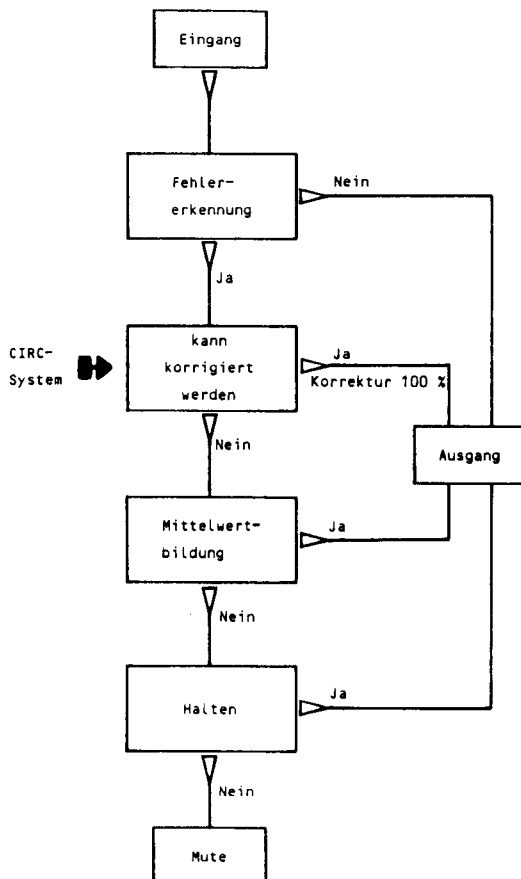 Eingang
Fehler-
erkennung
Nein
Ja
CIRC-
System
kann
korrigiert
werden
Ja
Korrektur 100 %
Nein
Ausgang
Mittelwert-
bildung
Ja
Nein
Halten
Ja
Nein
Mute